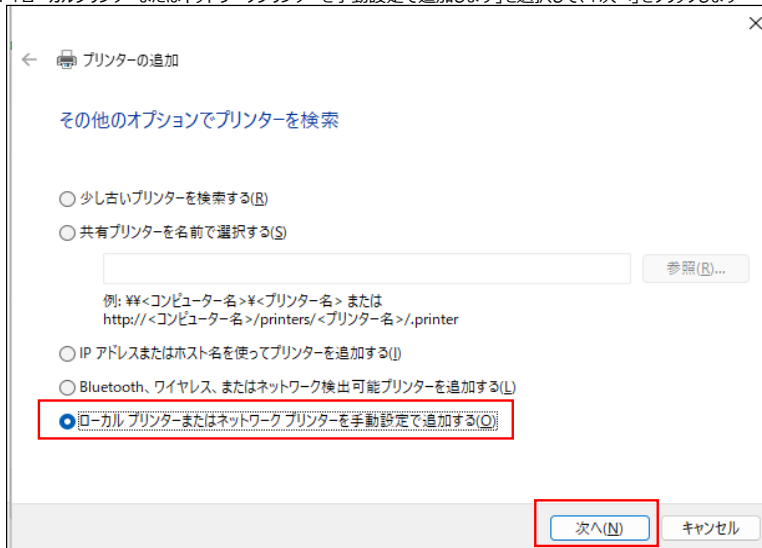 プリンターの追加
その他のオプションでプリンターを検索
少し古いプリンターを検索する(R)
共有プリンターを名前で選択する(S)
参照(R)...
例: ¥¥<コンピューター名>¥<プリンター名> または
http://<コンピューター名>/printers/<プリンター名>/.printer
IP アドレスまたはホスト名を使ってプリンターを追加する(I)
Bluetooth、ワイヤレス、またはネットワーク検出可能プリンターを追加する(L)
ローカル プリンターまたはネットワーク プリンターを手動設定で追加する(O)
次へ(N)
キャンセル